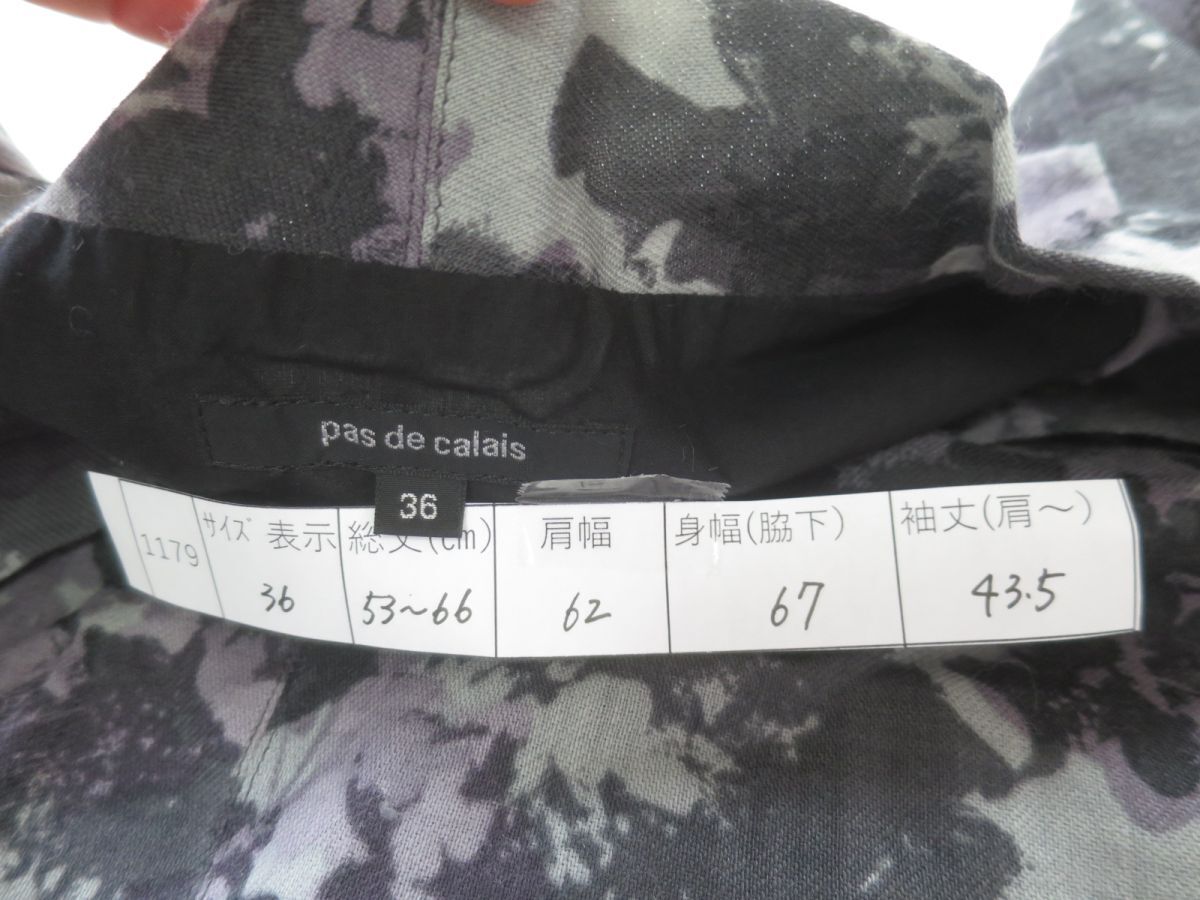 pas de calais
36
1179 サイズ 表示 総丈(cm) 肩幅 身幅(脇下) 袖丈(肩～)
36 53~66 62 67 43.5